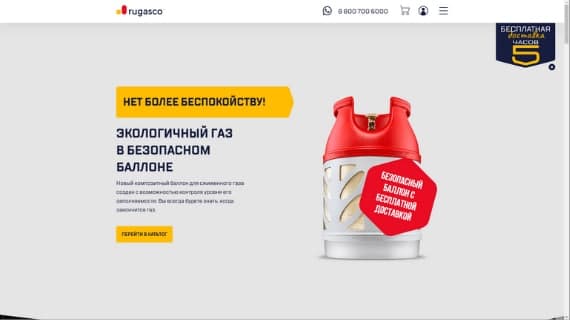 rugasco
8 800 700 6000
БЕСПЛАТНАЯ
доставка
ЧАСОВ
5
НЕТ БОЛЕЕ БЕСПОКОЙСТВУ!
ЭКОЛОГИЧНЫЙ ГАЗ
В БЕЗОПАСНОМ
БАЛЛОНЕ
Новый композитный баллон для сжиженного газа
создан с возможностью контроля уровня его
наполняемости. Вы всегда будете знать, когда
закончится газ.
ПЕРЕЙТИ В КАТАЛОГ
БЕЗОПАСНЫЙ
БАЛЛОН С
БЕСПЛАТНОЙ
ДОСТАВКОЙ